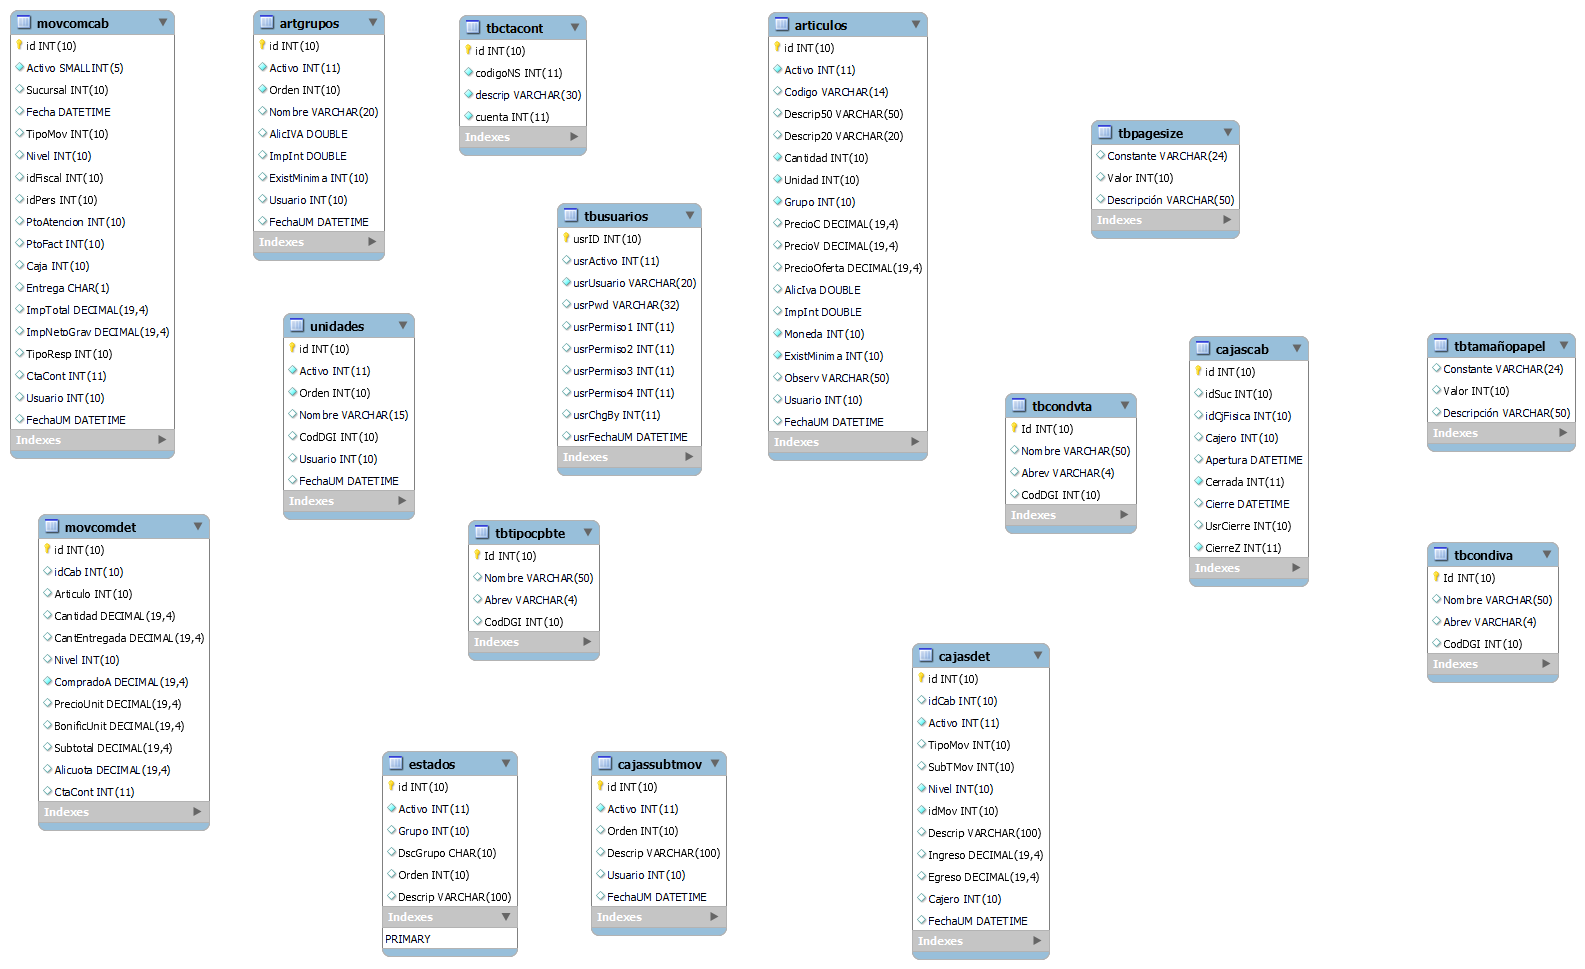 movcomcab
id INT(10)
Activo SMALLINT(5)
Sucursal INT(10)
Fecha DATETIME
TipoMov INT(10)
Nivel INT(10)
idFiscal INT(10)
idPers INT(10)
PtoAtencion INT(10)
PtoFact INT(10)
Caja INT(10)
Entrega CHAR(1)
ImpTotal DECIMAL(19,4)
ImpNetoGrav DECIMAL(19,4)
TipoResp INT(10)
CtaCont INT(11)
Usuario INT(10)
FechaUM DATETIME
Indexes
artgrupos
id INT(10)
Activo INT(11)
Orden INT(10)
Nombre VARCHAR(20)
AlicIVA DOUBLE
ImpInt DOUBLE
ExistMinima INT(10)
Usuario INT(10)
FechaUM DATETIME
Indexes
tbctacont
id INT(10)
codigoNS INT(11)
descrip VARCHAR(30)
cuenta INT(11)
Indexes
articulos
id INT(10)
Activo INT(11)
Codigo VARCHAR(14)
Descrip50 VARCHAR(50)
Descrip20 VARCHAR(20)
Cantidad INT(10)
Unidad INT(10)
Grupo INT(10)
PrecioC DECIMAL(19,4)
PrecioV DECIMAL(19,4)
PrecioOferta DECIMAL(19,4)
AlicIva DOUBLE
ImpInt DOUBLE
Moneda INT(10)
ExistMinima INT(10)
Observ VARCHAR(50)
Usuario INT(10)
FechaUM DATETIME
Indexes
tbpagesize
Constante VARCHAR(24)
Valor INT(10)
Descripción VARCHAR(50)
Indexes
tbusuarios
usrID INT(10)
usrActivo INT(11)
usrUsuario VARCHAR(20)
usrPwd VARCHAR(32)
usrPermiso1 INT(11)
usrPermiso2 INT(11)
usrPermiso3 INT(11)
usrPermiso4 INT(11)
usrChgBy INT(11)
usrFechaUM DATETIME
Indexes
unidades
id INT(10)
Activo INT(11)
Orden INT(10)
Nombre VARCHAR(15)
CodDGI INT(10)
Usuario INT(10)
FechaUM DATETIME
Indexes
cajascab
id INT(10)
idSuc INT(10)
idCjFisica INT(10)
Cajero INT(10)
Apertura DATETIME
Cerrada INT(11)
Cierre DATETIME
UsrCierre INT(10)
CierreZ INT(11)
Indexes
tbtamañopapel
Constante VARCHAR(24)
Valor INT(10)
Descripción VARCHAR(50)
Indexes
tbcondvta
Id INT(10)
Nombre VARCHAR(50)
Abrev VARCHAR(4)
CodDGI INT(10)
Indexes
movcomdet
id INT(10)
idCab INT(10)
Articulo INT(10)
Cantidad DECIMAL(19,4)
CantEntregada DECIMAL(19,4)
Nivel INT(10)
CompradoA DECIMAL(19,4)
PrecioUnit DECIMAL(19,4)
BonificUnit DECIMAL(19,4)
Subtotal DECIMAL(19,4)
Alicuota DECIMAL(19,4)
CtaCont INT(11)
Indexes
tbtipocpbte
Id INT(10)
Nombre VARCHAR(50)
Abrev VARCHAR(4)
CodDGI INT(10)
Indexes
tbcondiva
Id INT(10)
Nombre VARCHAR(50)
Abrev VARCHAR(4)
CodDGI INT(10)
Indexes
cajasdet
id INT(10)
idCab INT(10)
Activo INT(11)
TipoMov INT(10)
SubTMov INT(10)
Nivel INT(10)
idMov INT(10)
Descrip VARCHAR(100)
Ingreso DECIMAL(19,4)
Egreso DECIMAL(19,4)
Cajero INT(10)
FechaUM DATETIME
Indexes
estados
id INT(10)
Activo INT(11)
Grupo INT(10)
DscGrupo CHAR(10)
Orden INT(10)
Descrip VARCHAR(100)
Indexes
PRIMARY
cajassubtmov
id INT(10)
Activo INT(11)
Orden INT(10)
Descrip VARCHAR(100)
Usuario INT(10)
FechaUM DATETIME
Indexes